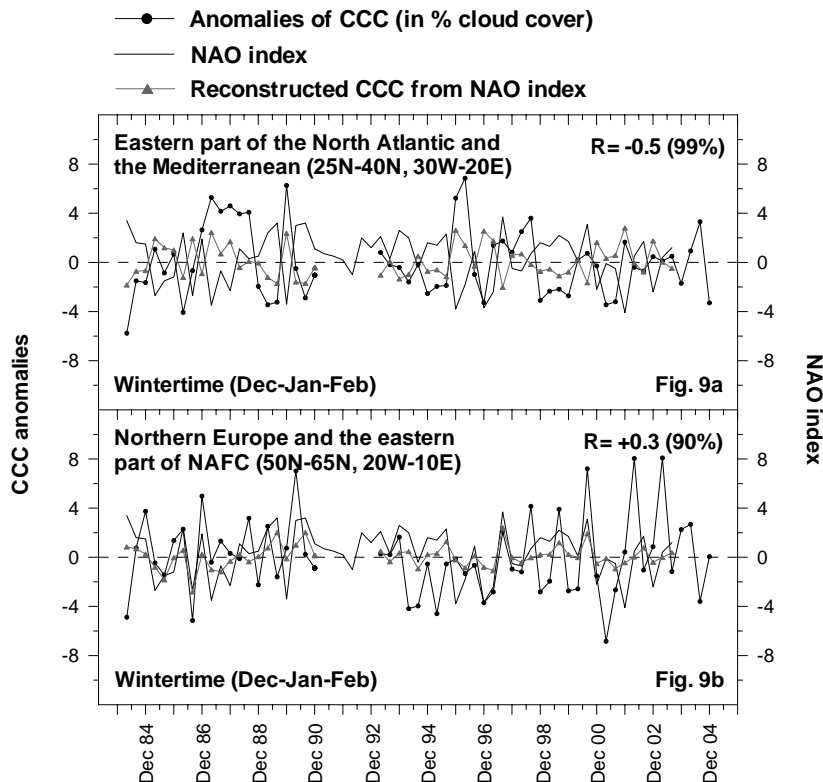 Anomalies of CCC (in % cloud cover)
NAO index
Reconstructed CCC from NAO index
Eastern part of the North Atlantic and
the Mediterranean (25N-40N, 30W-20E)
R= -0.5 (99%)
8
4
0
-4
-8
8
4
0
-4
-8
Wintertime (Dec-Jan-Feb)
Fig. 9a
CCC anomalies
NAO index
Northern Europe and the eastern
part of NAFC (50N-65N, 20W-10E)
R= +0.3 (90%)
8
4
0
-4
-8
8
4
0
-4
-8
Wintertime (Dec-Jan-Feb)
Fig. 9b
Dec 84
Dec 86
Dec 88
Dec 90
Dec 92
Dec 94
Dec 96
Dec 98
Dec 00
Dec 02
Dec 04